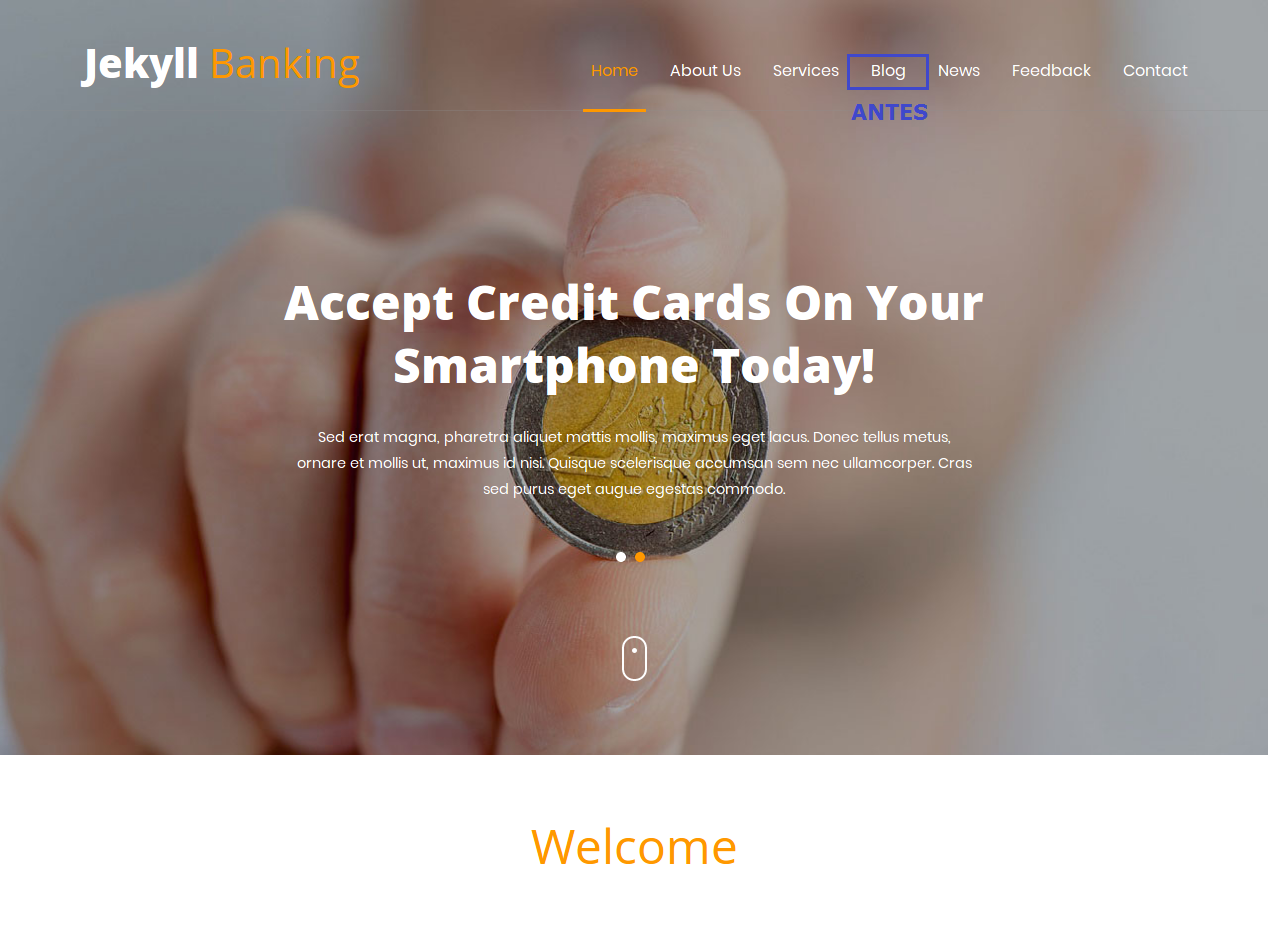 Jekyll Banking
Home About Us Services Blog News Feedback Contact
ANTES
Accept Credit Cards On Your
Smartphone Today!
Sed erat magna, pharetra aliquet mattis mollis, maximus eget lacus. Donec tellus metus,
ornare et mollis ut, maximus id nisi. Quisque scelerisque accumsan sem nec ullamcorper. Cras
sed purus eget augue egestas commodo.
Welcome